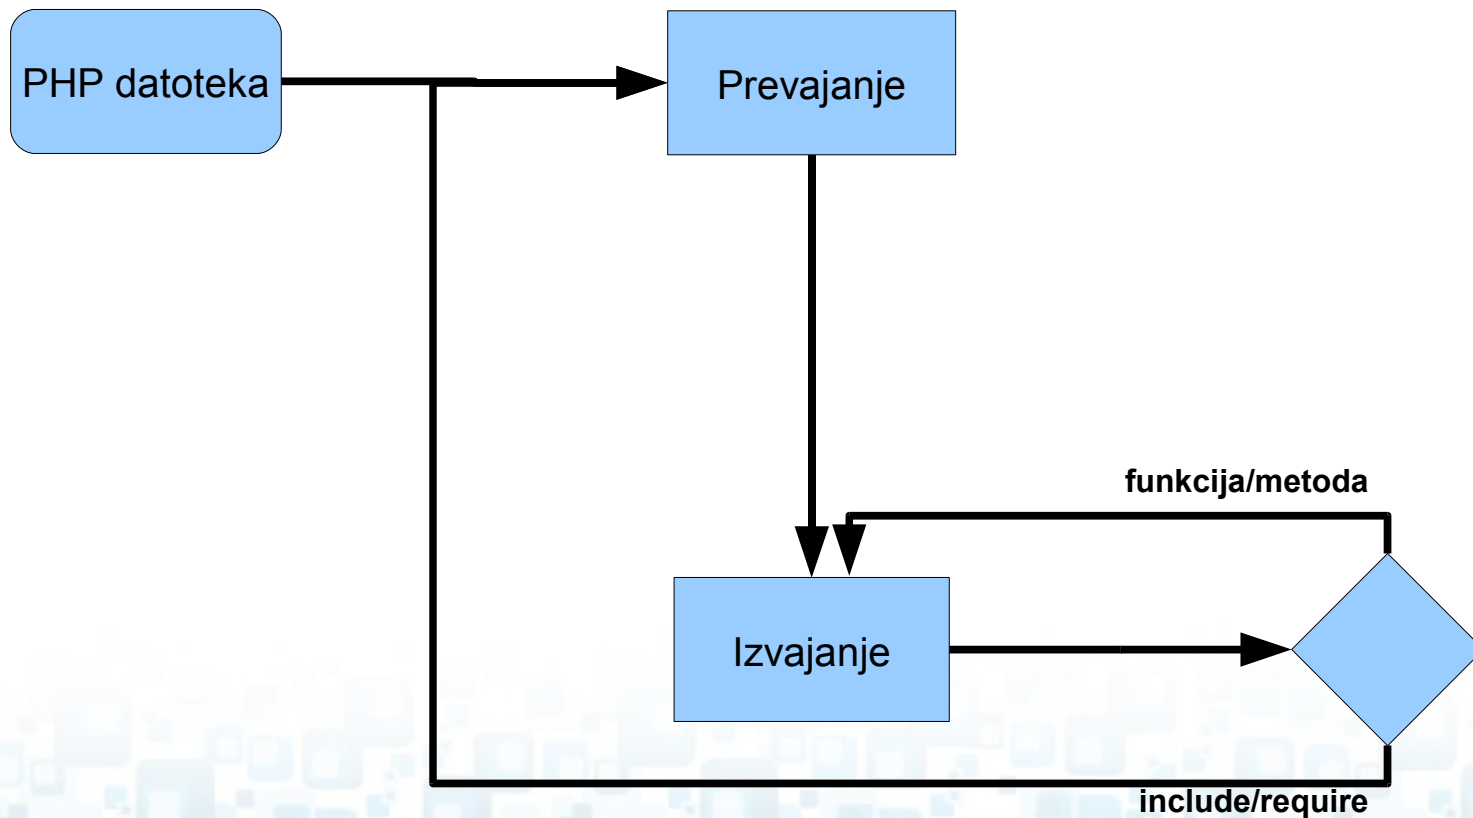 PHP datoteka
Prevajanje
funkcija/metoda
Izvajanje
include/require